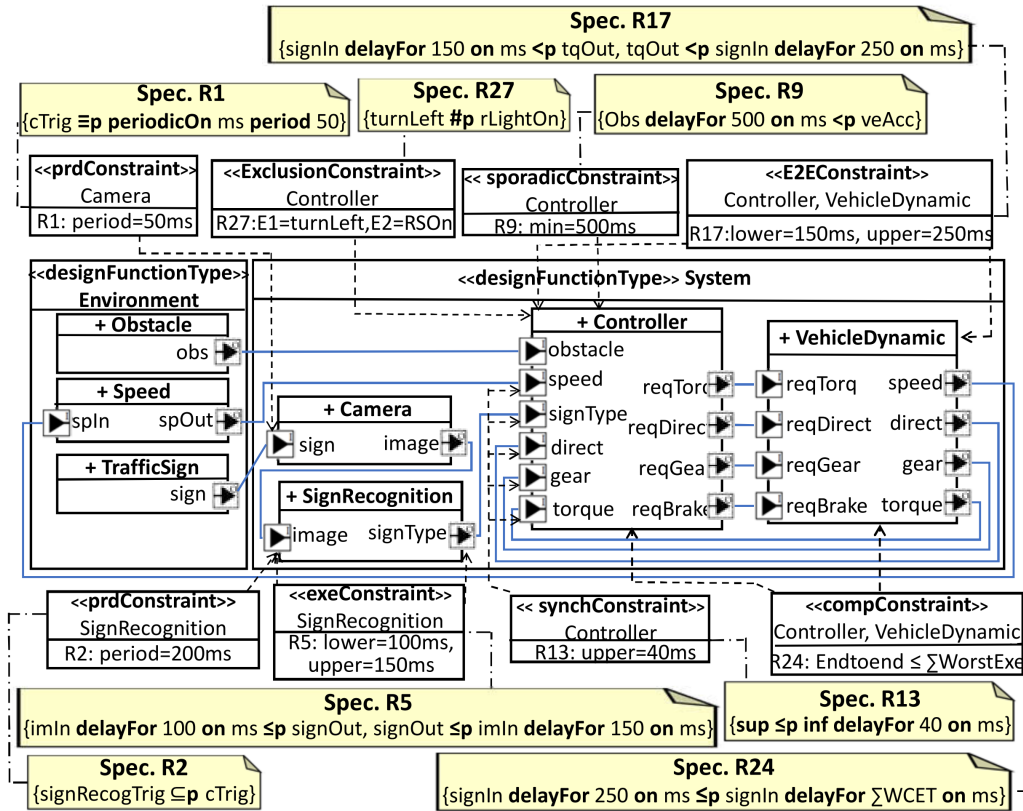 Spec. R17
{signIn delayFor 150 on ms <p tqOut, tqOut <p signIn delayFor 250 on ms}
Spec. R1
{cTrig ≡p periodicOn ms period 50}
Spec. R27
{turnLeft #p rLightOn}
Spec. R9
{Obs delayFor 500 on ms <p veAcc}
<<prdConstraint>>
Camera
R1: period=50ms
<<ExclusionConstraint>>
Controller
R27:E1=turnLeft,E2=RSOn
<< sporadicConstraint>>
Controller
R9: min=500ms
<<E2EConstraint>>
Controller, VehicleDynamic
R17:lower=150ms, upper=250ms
<<designFunctionType>>
Environment
<<designFunctionType>> System
+ Obstacle
obs
+ Speed
spIn spOut
+ TrafficSign
sign
+ Camera
sign image
+ SignRecognition
image signType
+ Controller
obstacle
speed reqTorq
signType reqDirec
direct
gear reqGea
torque reqBrake
+ VehicleDynamic
reqTorq speed
reqDirect direct
reqGear gear
reqBrake torque
<<prdConstraint>>
SignRecognition
R2: period=200ms
<<exeConstraint>>
SignRecognition
R5: lower=100ms,
upper=150ms
<< synchConstraint>>
Controller
R13: upper=40ms
<<compConstraint>>
Controller, VehicleDynamic
R24: Endtoend ≤ ∑WorstExe
Spec. R5
{imIn delayFor 100 on ms ≤p signOut, signOut ≤p imIn delayFor 150 on ms}
Spec. R13
{sup ≤p inf delayFor 40 on ms}
Spec. R2
{signRecogTrig ⊆p cTrig}
Spec. R24
{signIn delayFor 250 on ms ≤p signIn delayFor ∑WCET on ms}